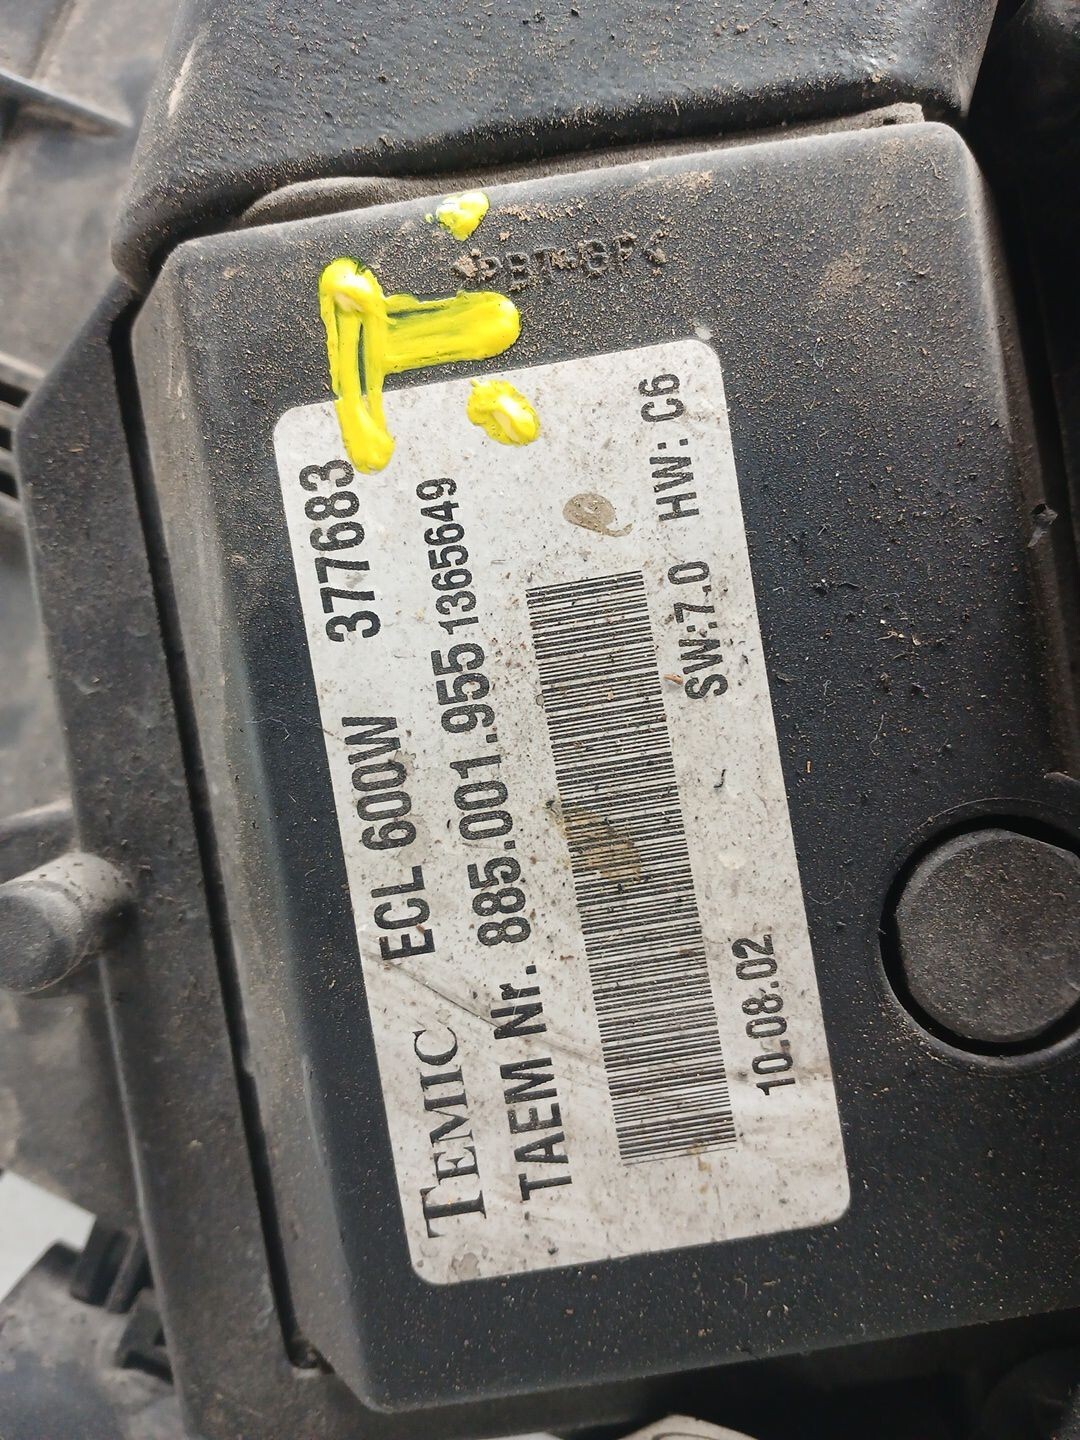 TEMIC ECL 600W 377683
TAEM Nr. 885.001.955 1365649
10.08.02 SW:7.0 HW: C6